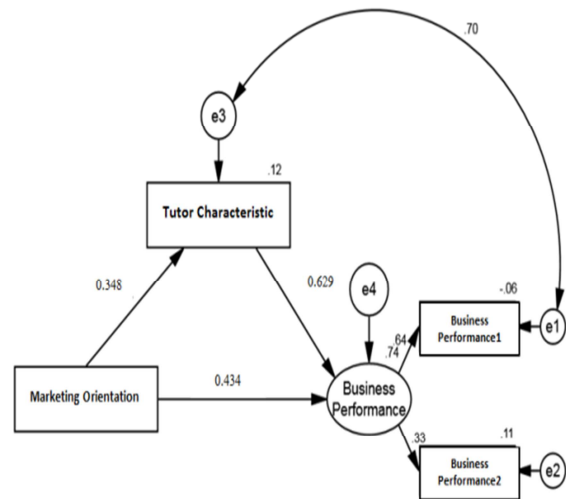 .70
e3
.12
Tutor Characteristic
0.348
0.629
e4
-.06
Business
Performance1
e1
.64
.74
Marketing Orientation
0.434
Business
Performance
.33
.11
Business
Performance2
e2